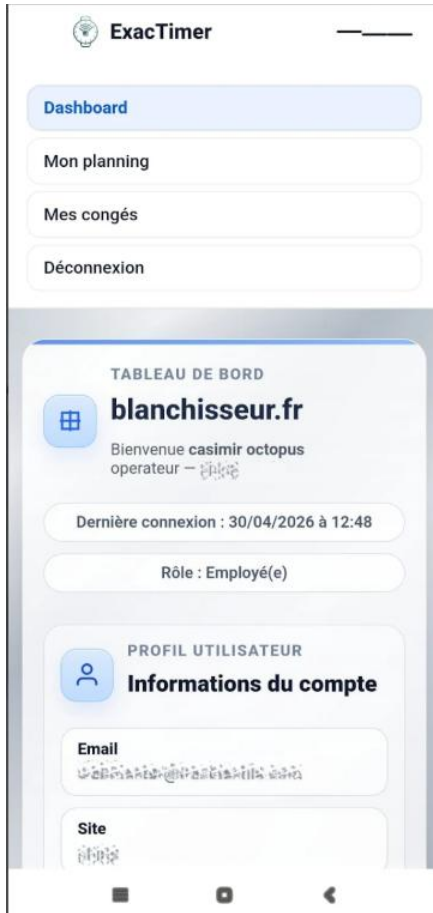 ExacTimer
Dashboard
Mon planning
Mes congés
Déconnexion
TABLEAU DE BORD
blanchisseur.fr
Bienvenue casimir octopus
operateur —
Dernière connexion : 30/04/2026 à 12:48
Rôle : Employé(e)
PROFIL UTILISATEUR
Informations du compte
Email
Site